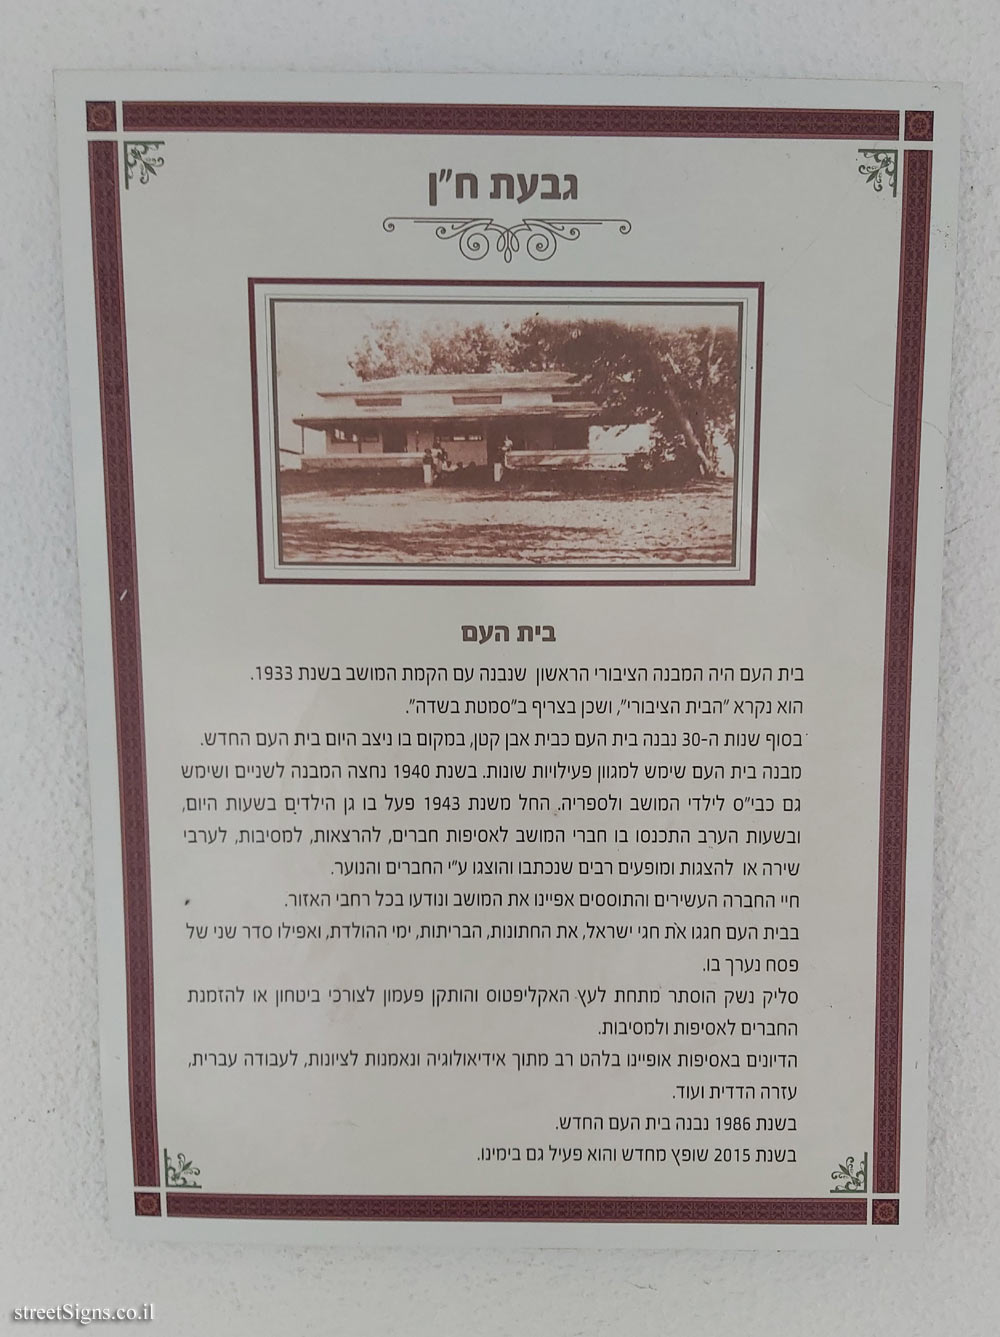 גבעת ח"ן
בית העם
בית העם היה המבנה הציבורי הראשון שנבנה עם הקמת המושב בשנת 1933.
הוא נקרא "הבית הציבורי", ושכן בצריף ב"סמטת בשדה".
בסוף שנות ה-30 נבנה בית העם כבית אבן קטן, במקום בו ניצב היום בית העם החדש.
מבנה בית העם שימש למגוון פעילויות שונות. בשנת 1940 נחצה המבנה לשניים ושימש
גם כבי"ס לילדי המושב ולספריה. החל משנת 1943 פעל בו גן הילדים בשעות היום,
ובשעות הערב התכנסו בו חברי המושב לאסיפות חברים, להרצאות, למסיבות, לערבי
שירה או להצגות ומופעים רבים שנכתבו והוצגו ע"י החברים והנוער.
חיי החברה העשירים והתוססים אפיינו את המושב ונודעו בכל רחבי האזור.
בבית העם חגגו את חגי ישראל, את החתונות, הבריתות, ימי ההולדת, ואפילו סדר שני של
פסח נערך בו.
סליק נשק הוסתר מתחת לעץ האקליפטוס והותקן פעמון לצורכי ביטחון או להזמנת
החברים לאסיפות ולמסיבות.
הדיונים באסיפות אופיינו בלהט רב מתוך אידיאולוגיה ונאמנות לציונות, לעבודה עברית,
עזרה הדדית ועוד.
בשנת 1986 נבנה בית העם החדש.
בשנת 2015 שופץ מחדש והוא פעיל גם בימינו.
streetSigns.co.il